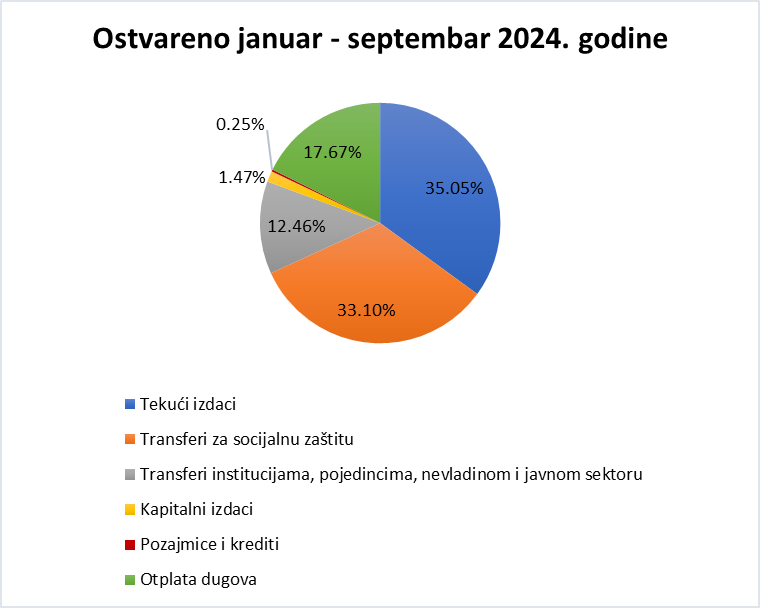 Ostvareno januar - septembar 2024. godine
0.25%
17.67%
1.47%
35.05%
12.46%
33.10%
Tekući izdaci
Transferi za socijalnu zaštitu
Transferi institucijama, pojedincima, nevladinom i javnom sektoru
Kapitalni izdaci
Pozajmice i krediti
Otplata dugova